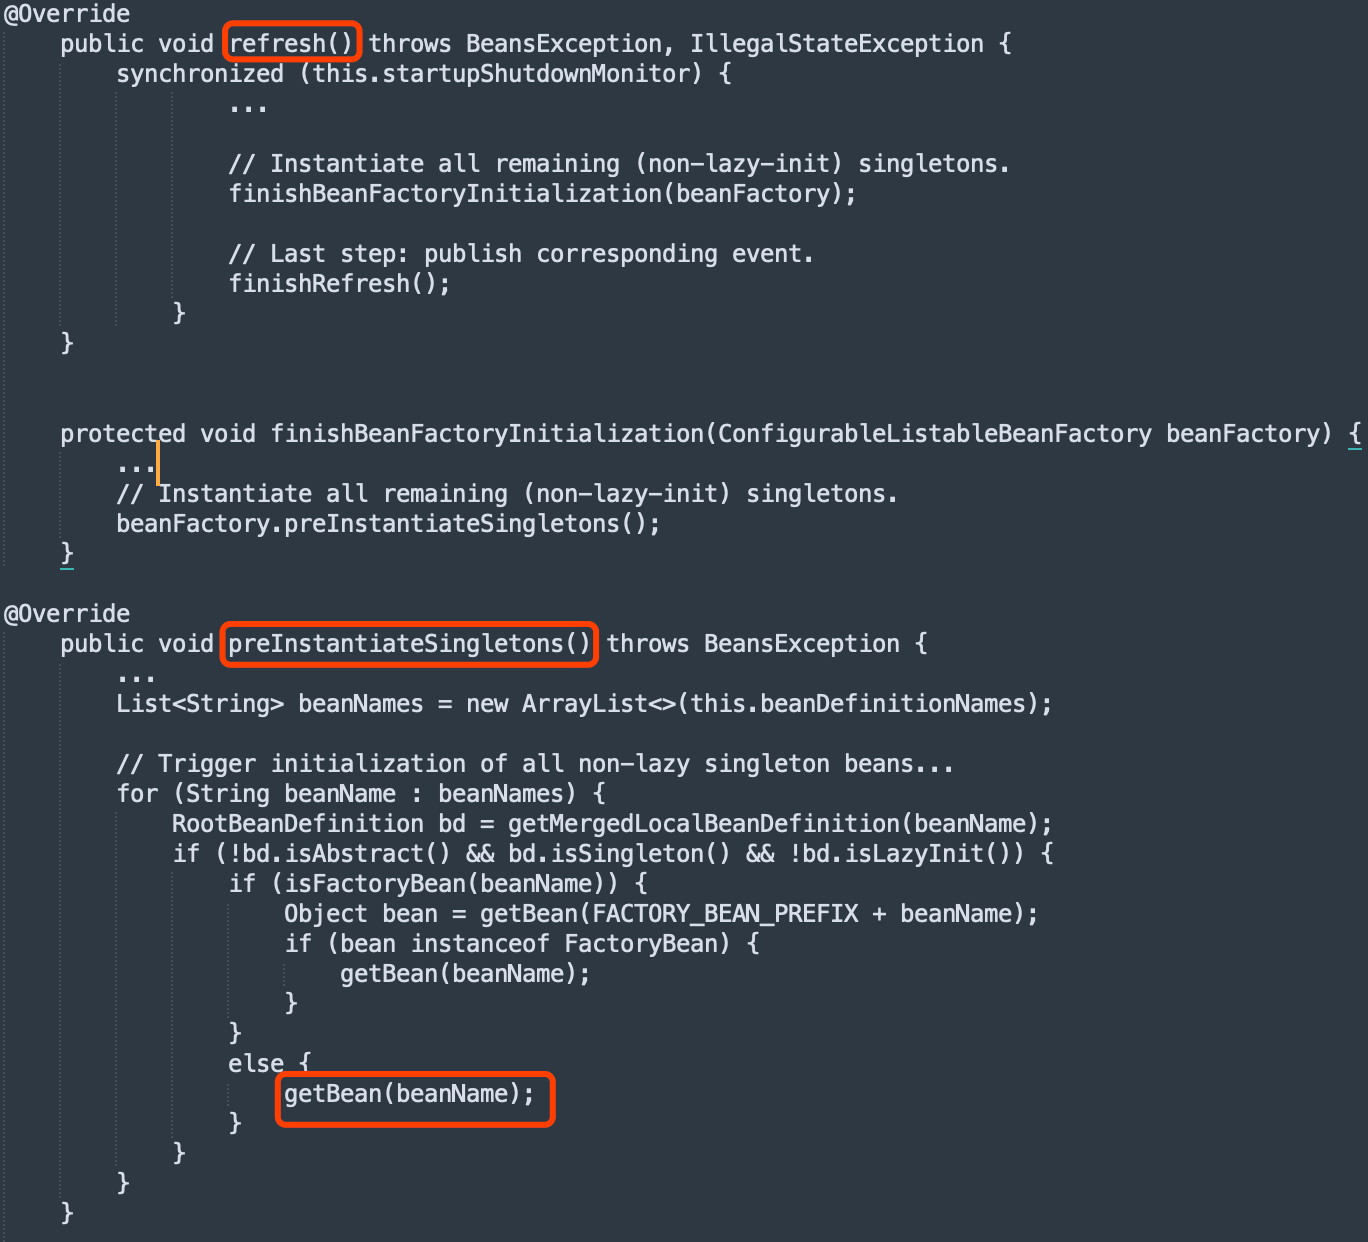 @Override
    public void refresh() throws BeansException, IllegalStateException {
        synchronized (this.startupShutdownMonitor) {
                ...
                // Instantiate all remaining (non-lazy-init) singletons.
                finishBeanFactoryInitialization(beanFactory);
                // Last step: publish corresponding event.
                finishRefresh();
            }
    }
    protected void finishBeanFactoryInitialization(ConfigurableListableBeanFactory beanFactory) {
        ...
        // Instantiate all remaining (non-lazy-init) singletons.
        beanFactory.preInstantiateSingletons();
    }
@Override
    public void preInstantiateSingletons() throws BeansException {
        ...
        List<String> beanNames = new ArrayList<>(this.beanDefinitionNames);
        // Trigger initialization of all non-lazy singleton beans...
        for (String beanName : beanNames) {
            RootBeanDefinition bd = getMergedLocalBeanDefinition(beanName);
            if (!bd.isAbstract() && bd.isSingleton() && !bd.isLazyInit()) {
                if (isFactoryBean(beanName)) {
                    Object bean = getBean(FACTORY_BEAN_PREFIX + beanName);
                    if (bean instanceof FactoryBean) {
                        getBean(beanName);
                    }
                }
                else {
                    getBean(beanName);
                }
            }
        }
    }